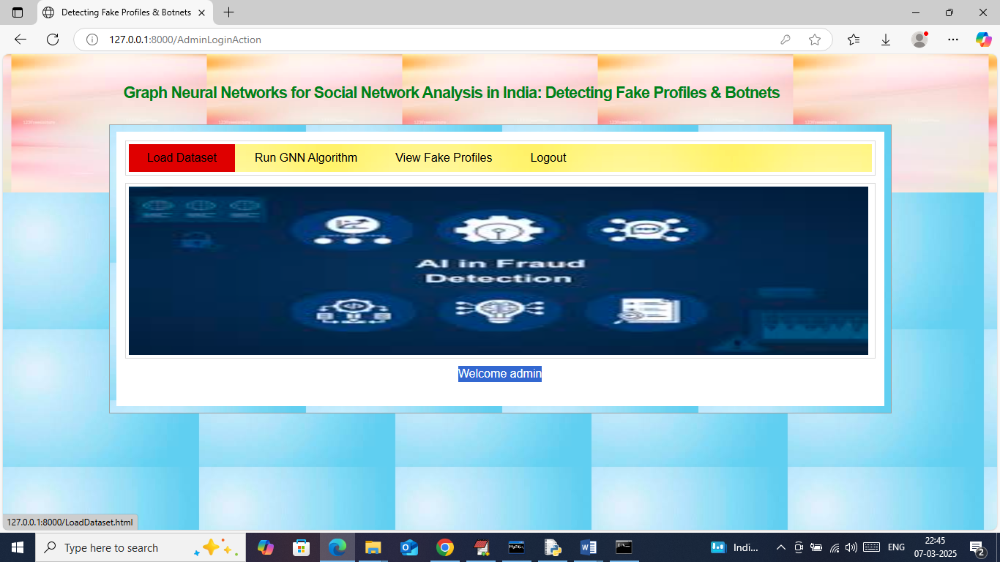 Detecting Fake Profiles & Botnets
127.0.0.1:8000/AdminLoginAction
Graph Neural Networks for Social Network Analysis in India: Detecting Fake Profiles & Botnets
Load Dataset Run GNN Algorithm View Fake Profiles Logout
AI in Fraud
Detection
Welcome admin
127.0.0.1:8000/LoadDataset.html
Type here to search
Indi...
ENG
22:45
07-03-2025
2